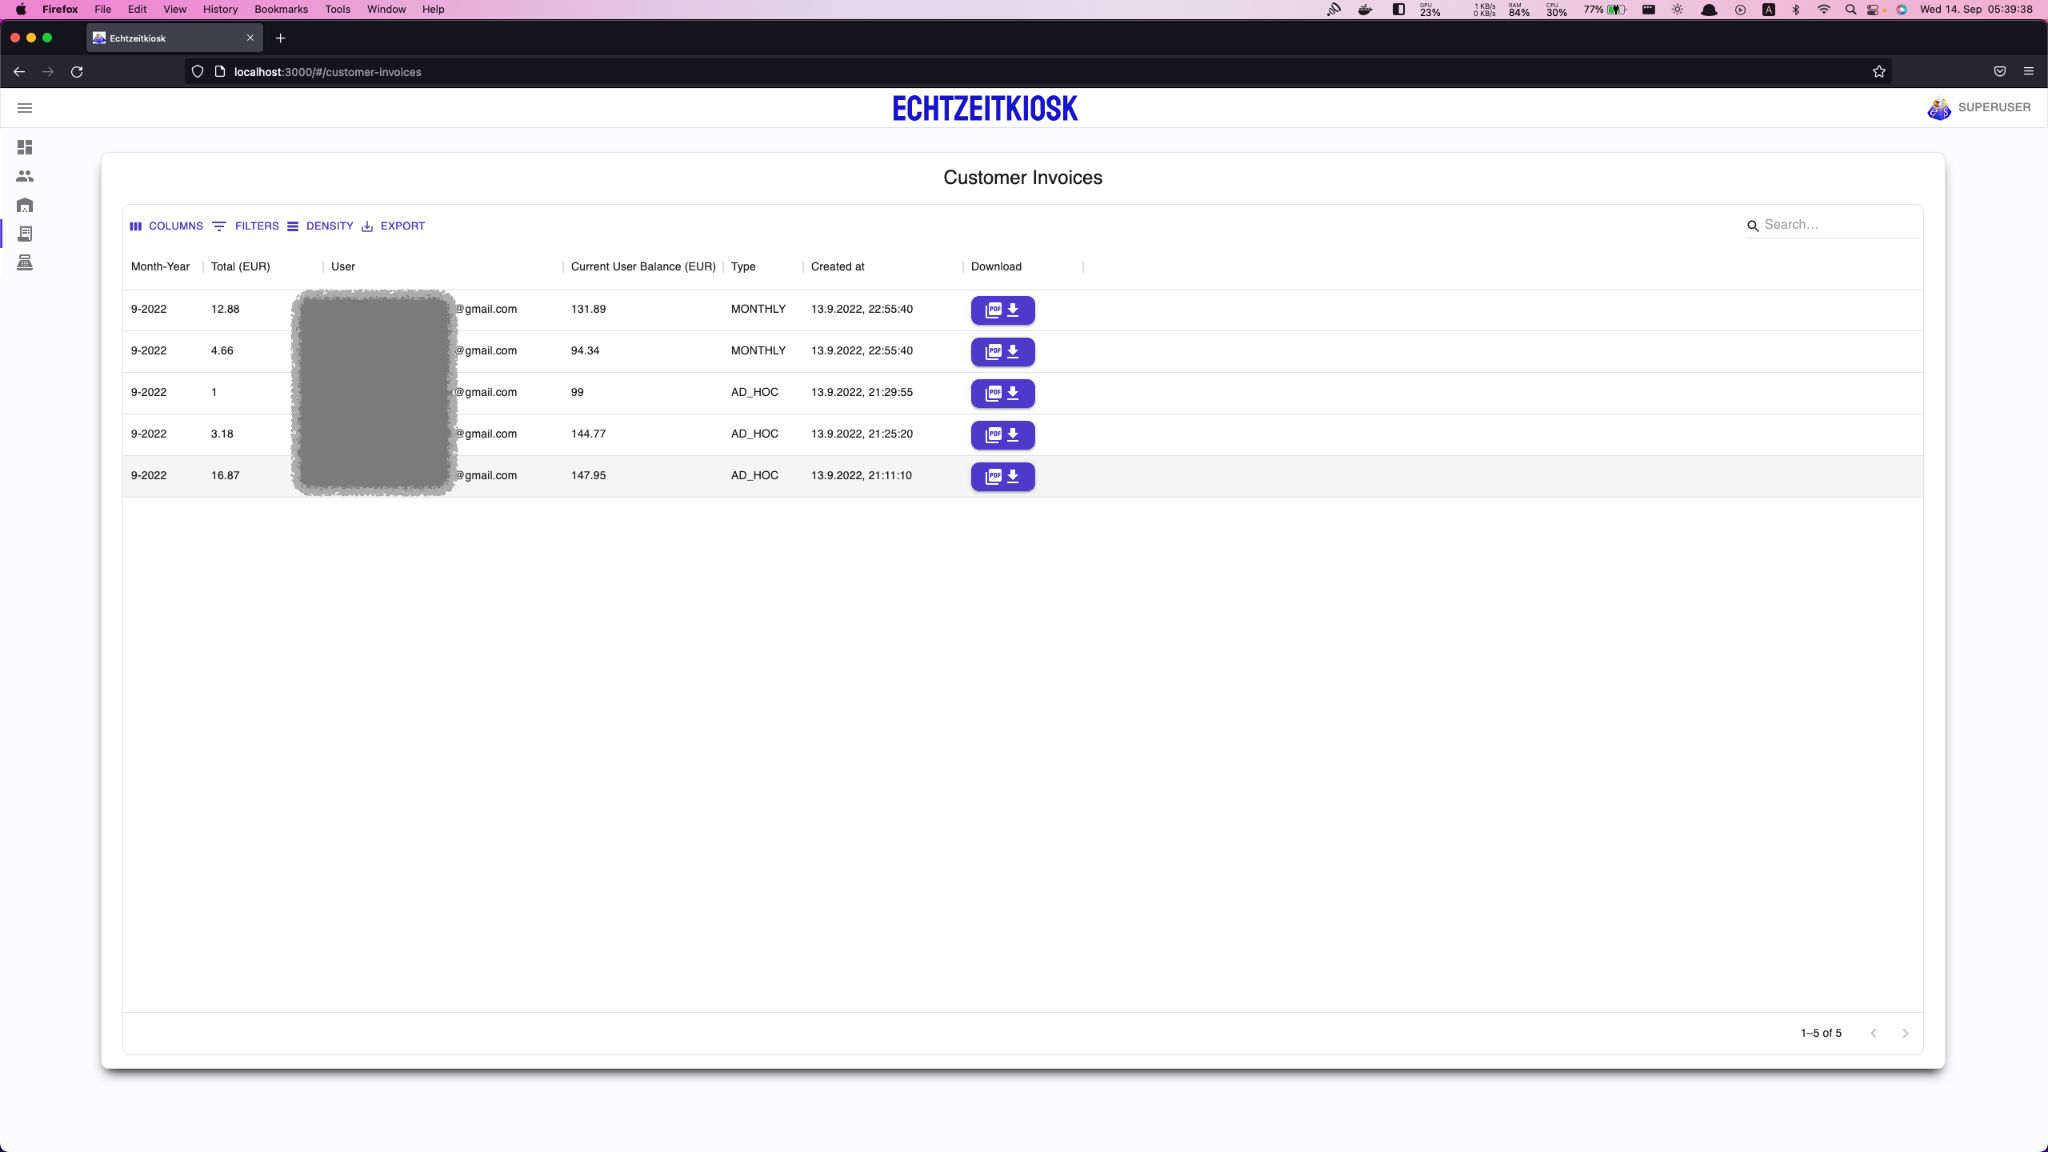 Firefox File Edit View History Bookmarks Tools Window Help GPU 23% 1 KB/s 0 KB/s RAM 84% CPU 30% 77% A Wed 14. Sep 05:39:38
Echtzeitkiosk
localhost:3000/#/customer-invoices
ECHTZEITKIOSK SUPERUSER
Customer Invoices
COLUMNS FILTERS DENSITY EXPORT Search…
Month-Year Total (EUR) User Current User Balance (EUR) Type Created at Download
9-2022 12.88 @gmail.com 131.89 MONTHLY 13.9.2022, 22:55:40 PDF
9-2022 4.66 @gmail.com 94.34 MONTHLY 13.9.2022, 22:55:40 PDF
9-2022 1 @gmail.com 99 AD_HOC 13.9.2022, 21:29:55 PDF
9-2022 3.18 @gmail.com 144.77 AD_HOC 13.9.2022, 21:25:20 PDF
9-2022 16.87 @gmail.com 147.95 AD_HOC 13.9.2022, 21:11:10 PDF
1–5 of 5